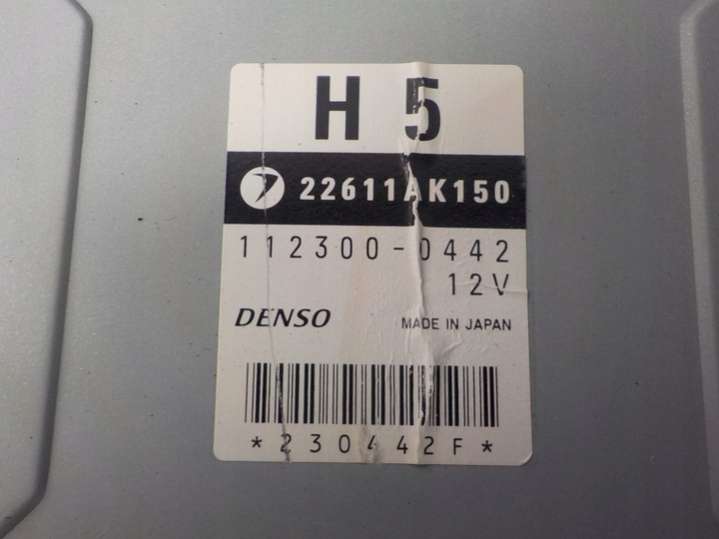 H 5
22611AK150
112300-0442
12V
DENSO MADE IN JAPAN
*230442F*